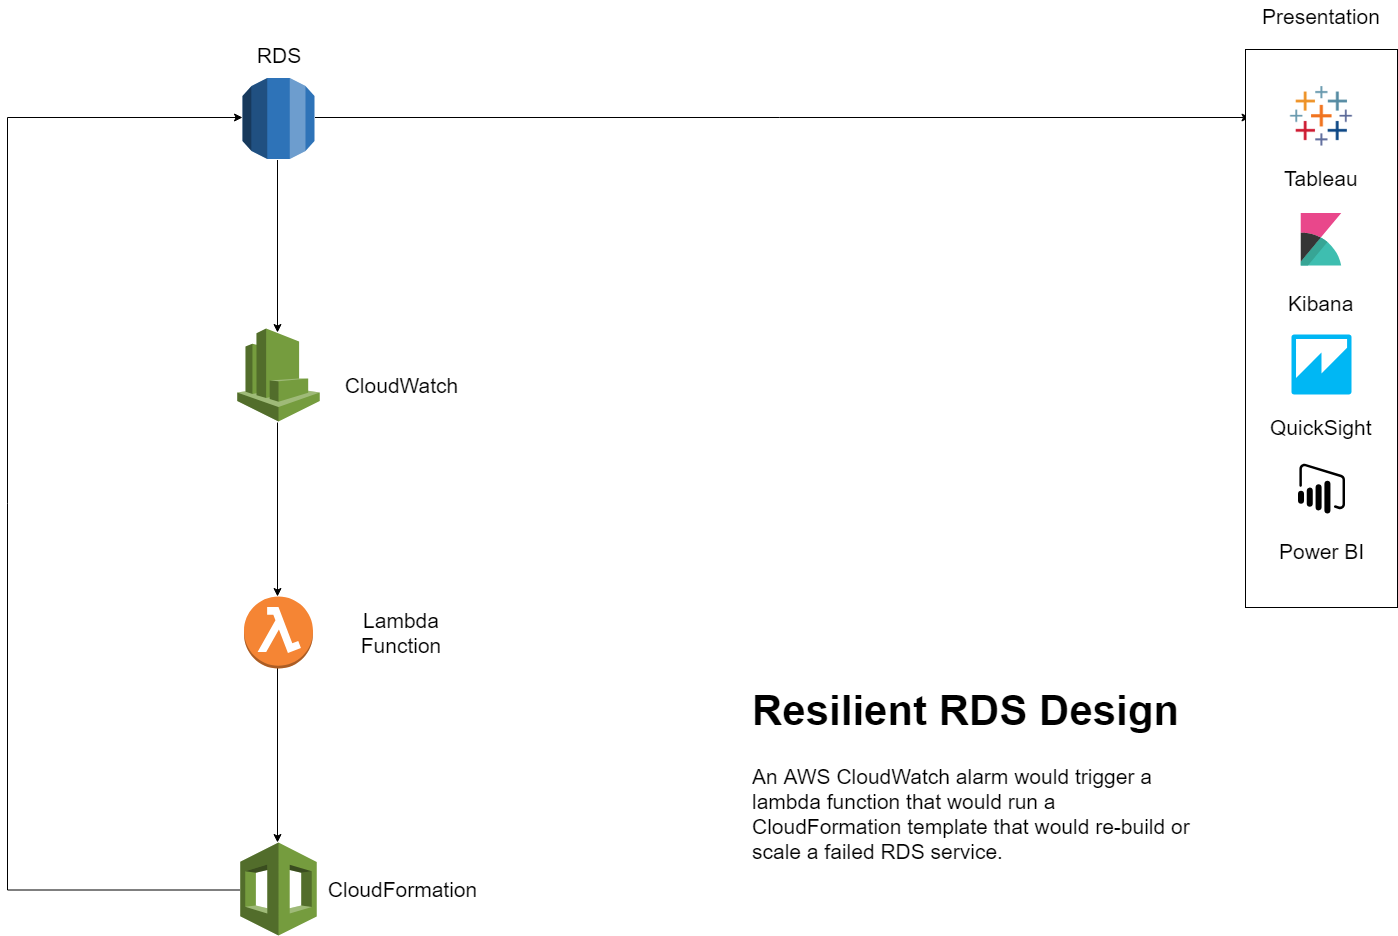 Presentation
RDS
Tableau
Kibana
CloudWatch
QuickSight
Power BI
Lambda
Function
Resilient RDS Design
An AWS CloudWatch alarm would trigger a
lambda function that would run a
CloudFormation template that would re-build or
scale a failed RDS service.
CloudFormation